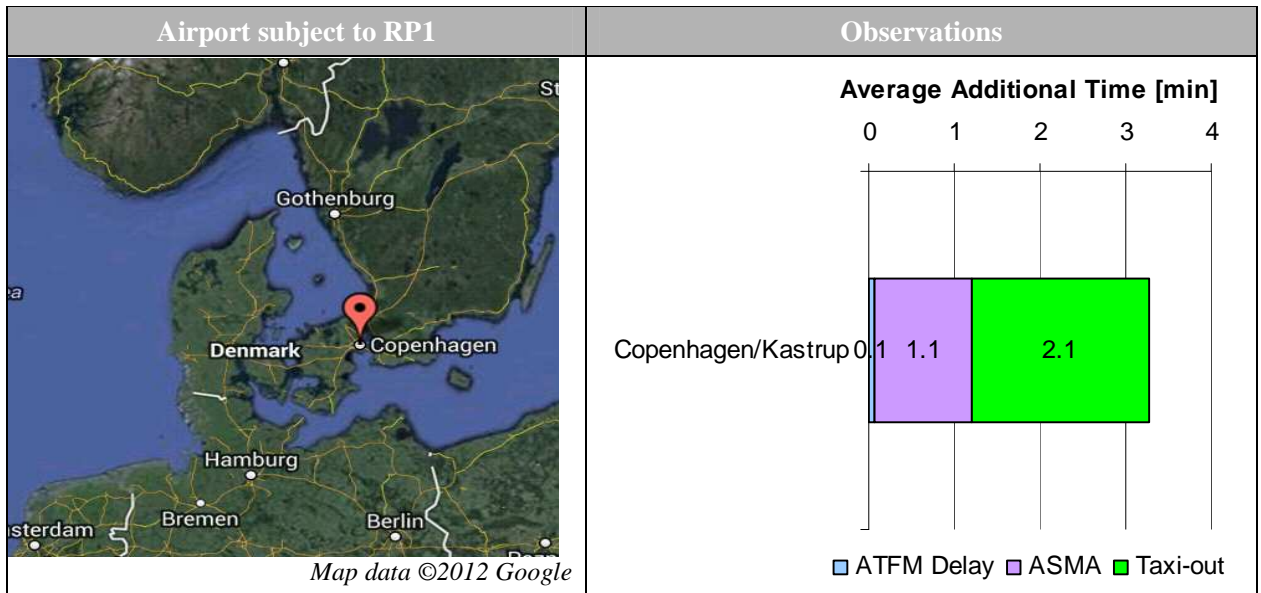 Airport subject to RP1
Observations
St
Gothenburg
ea
Denmark
Copenhagen
Hamburg
Bremen
Berlin
msterdam
Map data ©2012 Google
Average Additional Time [min]
0 1 2 3 4
Copenhagen/Kastrup 0.1 1.1 2.1
ATFM Delay ASMA Taxi-out